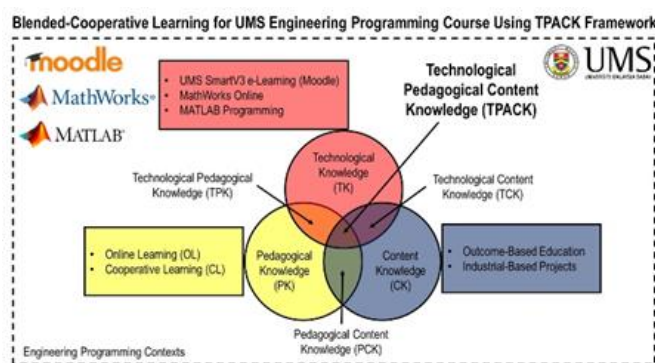 Blended-Cooperative Learning for UMS Engineering Programming Course Using TPACK Framework
moodle
MathWorks®
MATLAB®
• UMS SmartV3 e-Learning (Moodle)
• MathWorks Online
• MATLAB Programming
UMS
UNIVERSITI MALAYSIA SABAH
Technological
Pedagogical Content
Knowledge (TPACK)
Technological
Knowledge
(TK)
Technological Pedagogical
Knowledge (TPK)
Technological Content
Knowledge (TCK)
• Online Learning (OL)
• Cooperative Learning (CL)
Pedagogical
Knowledge
(PK)
Content
Knowledge
(CK)
• Outcome-Based Education
• Industrial-Based Projects
Pedagogical Content
Knowledge (PCK)
Engineering Programming Contexts